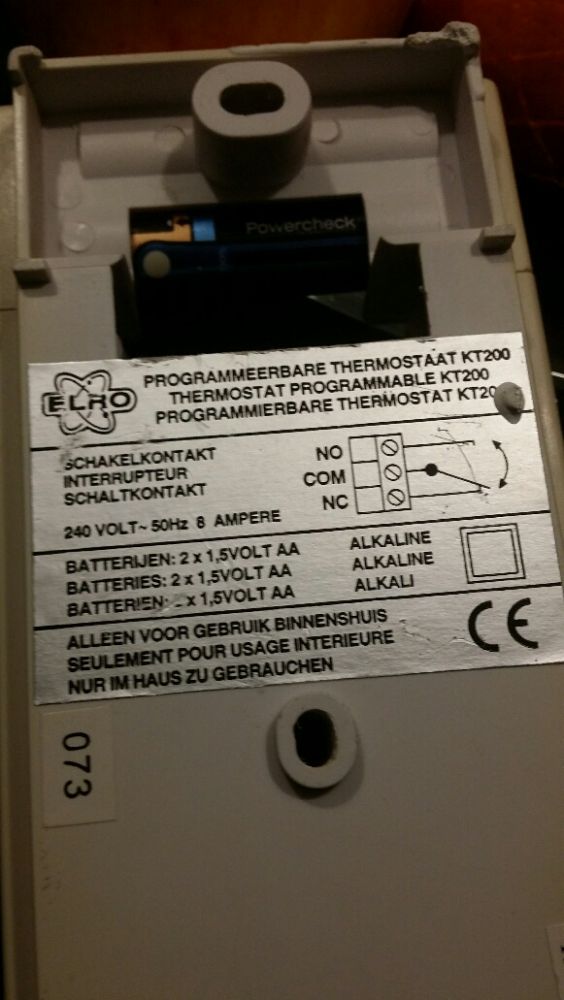 Powercheck
ELRO
PROGRAMMEERBARE THERMOSTAAT KT200
THERMOSTAT PROGRAMMABLE KT200
PROGRAMMIERBARE THERMOSTAT KT20
SCHAKELKONTAKT
INTERRUPTEUR
SCHALTKONTAKT
240 VOLT~ 50Hz 8 AMPERE
NO
COM
NC
BATTERIJEN: 2 x 1,5VOLT AA ALKALINE
BATTERIES: 2 x 1,5VOLT AA ALKALINE
BATTERIEN: x 1,5VOLT AA ALKALI
ALLEEN VOOR GEBRUIK BINNENSHUIS
SEULEMENT POUR USAGE INTERIEURE
NUR IM HAUS ZU GEBRAUCHEN
CE
073